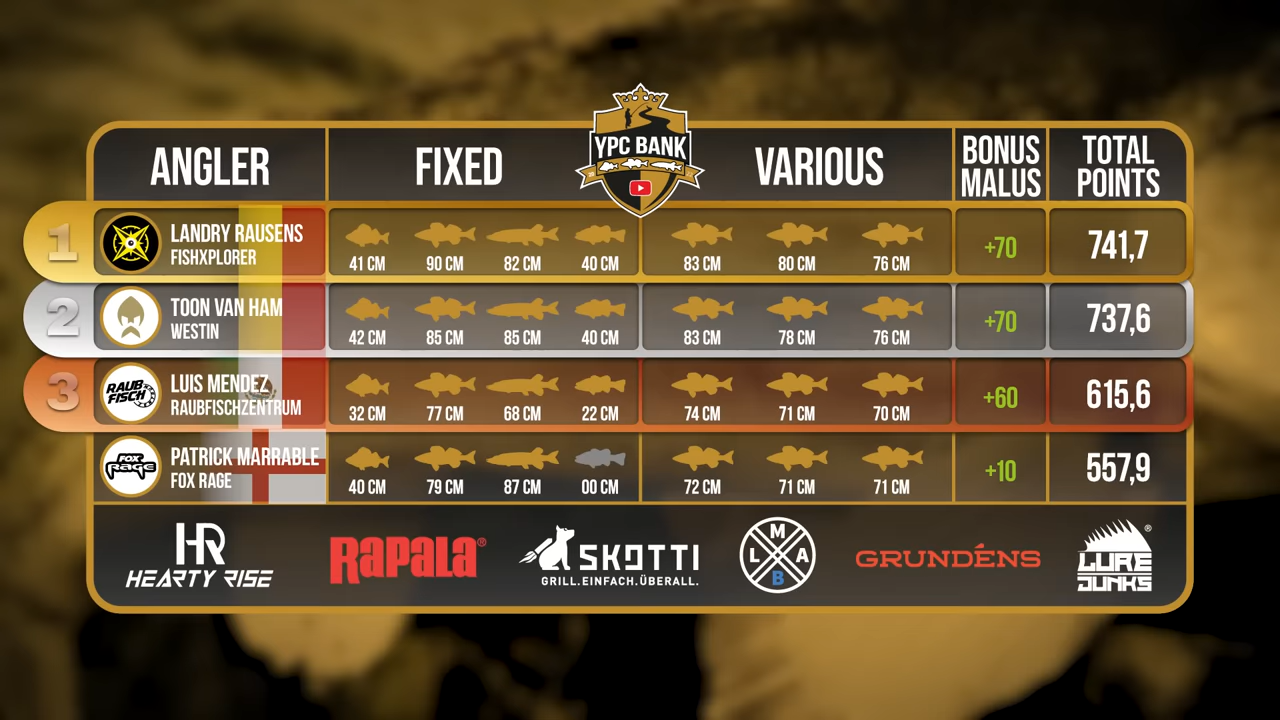 YPC BANK
ANGLER FIXED VARIOUS BONUS MALUS TOTAL POINTS
1 LANDRY RAUSENS FISHXPLORER 41 CM 90 CM 82 CM 40 CM 83 CM 80 CM 76 CM +70 741,7
2 TOON VAN HAM WESTIN 42 CM 85 CM 85 CM 40 CM 83 CM 78 CM 76 CM +70 737,6
3 RAUB FISCH LUIS MENDEZ RAUBFISCHZENTRUM 32 CM 77 CM 68 CM 22 CM 74 CM 71 CM 70 CM +60 615,6
FOX RAGE PATRICK MARRABLE FOX RAGE 40 CM 79 CM 87 CM 00 CM 72 CM 71 CM 71 CM +10 557,9
HR
HEARTY RISE
RAPALA®
SKOTTI
GRILL.EINFACH.ÜBERALL.
M
L A
B
GRUNDÉNS
LURE
JUNKS
®